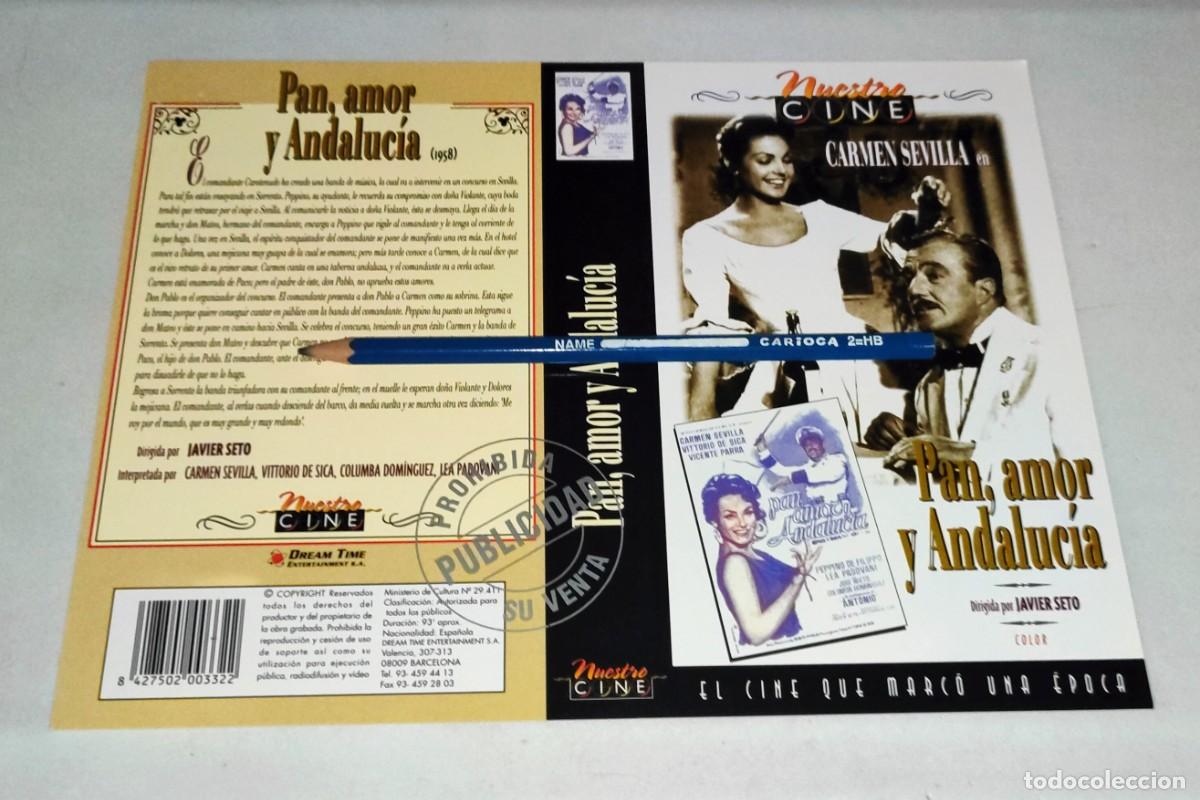 Pan, amor
y Andalucía (1958)
El comandante Carotenudo ha creado una banda de música, la cual va a intervenir en un concurso en Sevilla.
Para tal fin están ensayando en Sorrento. Peppino, su ayudante, le recuerda su compromiso con doña Violante, cuya boda
tendrá que retrasar por el viaje a Sevilla. Al comunicarle la noticia a doña Violante, ésta se desmaya. Llega el día de la
marcha y don Mateo, hermano del comandante, encarga a Peppino que vigile al comandante y le tenga al corriente de
lo que haga. Una vez en Sevilla, el espíritu conquistador del comandante se pone de manifiesto una vez más. En el hotel
conoce a Dolores, una mejicana muy guapa de la cual se enamora; pero más tarde conoce a Carmen, de la cual dice que
es el vivo retrato de su primer amor. Carmen canta en una taberna andaluza, y el comandante va a verla actuar.
Carmen está enamorada de Paco; pero el padre de éste, don Pablo, no aprueba estos amores.
Don Pablo es el organizador del concurso. El comandante presenta a don Pablo a Carmen como su sobrina. Esta sigue
la broma, porque quiere conseguir cantar en público con la banda del comandante. Peppino ha puesto un telegrama a
don Mateo y éste se pone en camino hacia Sevilla. Se celebra el concurso, teniendo un gran éxito Carmen y la banda de
Sorrento. Se presenta don Mateo y descubre que Carmen
Paco, el hijo de don Pablo. El comandante, ante el
para disuadirle de que no lo haga.
Regresa a Sorrento la banda triunfadora con su comandante al frente; en el muelle le esperan doña Violante y Dolores
la mejicana. El comandante, al verlas cuando desciende del barco, da media vuelta y se marcha otra vez diciendo: 'Me
voy por el mundo, que es muy grande y muy redondo'.
Dirigida por JAVIER SETO
Interpretada por CARMEN SEVILLA, VITTORIO DE SICA, COLUMBA DOMÍNGUEZ, LEA PADOVANI
Nuestro
CINE
DREAM TIME
ENTERTAINMENT S.A.
8 427502 003322
© COPYRIGHT Reservados
todos los derechos del
productor y del propietario de
la obra grabada. Prohibida la
reproducción y cesión de uso
de soporte así como su
utilización para ejecución
pública, radiodifusión y video
Ministerio de Cultura Nº 29.411
Clasificación: Autorizada para
todos los públicos
Duración: 93' aprox.
Nacionalidad: Española
DREAM TIME ENTERTAINMENT S.A.
Valencia, 307-313
08009 BARCELONA
Tel. 93- 459 44 13
Fax 93- 459 28 03
PROHIBIDA
PUBLICIDAD
SU VENTA
Pan, amor y Andalucía
Nuestro
CINE
NAME CARIOCA 2=HB
Nuestro
CINE
CARMEN SEVILLA en
CARMEN SEVILLA
VITTORIO DE SICA
VICENTE PARRA
pan
amor y
Andalucía
PEPPINO DE FILIPPO
LEA PADOVANI
JOSE NIETO
COLUMBA DOMINGUEZ
ANTONIO
Pan, amor
y Andalucía
Dirigida por JAVIER SETO
COLOR
EL CINE QUE MARCÓ UNA ÉPOCA
todocoleccion